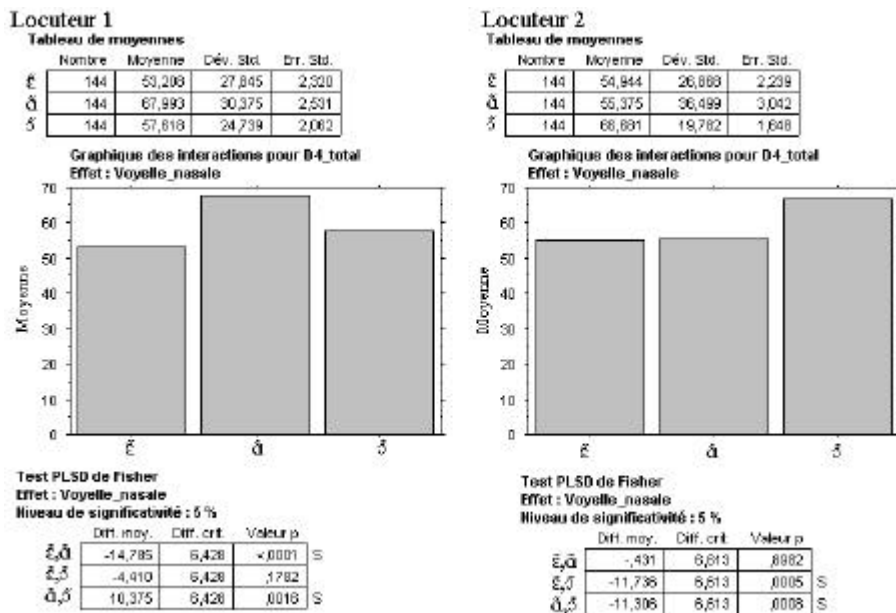 Locuteur 1
Tableau de moyennes
Nombre Moyenne Dév. Std. Err. Std.
ɛ̃ 144 53,208 27,845 2,320
ɑ̃ 144 67,993 30,375 2,531
ɔ̃ 144 57,618 24,739 2,062
Graphique des interactions pour D4_total
Effet : Voyelle_nasale
Moyenne
70
60
50
40
30
20
10
0
ɛ̃ ɑ̃ ɔ̃
Test PLSD de Fisher
Effet : Voyelle_nasale
Niveau de significativité : 5 %
Diff. moy. Diff. crit. Valeur p
ɛ̃,ɑ̃ -14,785 6,428 <,0001 S
ɛ̃,ɔ̃ -4,410 6,428 ,1782
ɑ̃,ɔ̃ 10,375 6,428 ,0016 S
Locuteur 2
Tableau de moyennes
Nombre Moyenne Dév. Std. Err. Std.
ɛ̃ 144 54,944 26,868 2,239
ɑ̃ 144 55,375 36,499 3,042
ɔ̃ 144 66,681 19,782 1,648
Graphique des interactions pour D4_total
Effet : Voyelle_nasale
Moyenne
70
60
50
40
30
20
10
0
ɛ̃ ɑ̃ ɔ̃
Test PLSD de Fisher
Effet : Voyelle_nasale
Niveau de significativité : 5 %
Diff. moy. Diff. crit. Valeur p
ɛ̃,ɑ̃ -,431 6,613 ,8982
ɛ̃,ɔ̃ -11,736 6,613 ,0005 S
ɑ̃,ɔ̃ -11,306 6,613 ,0008 S